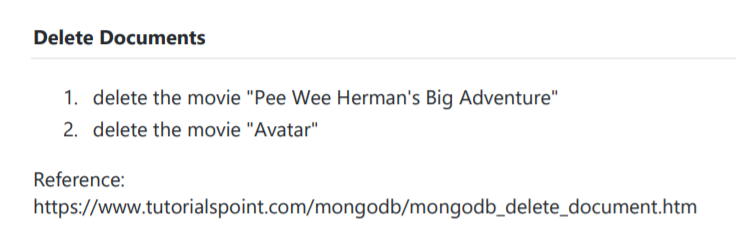 Delete Documents
1. delete the movie "Pee Wee Herman's Big Adventure"
2. delete the movie "Avatar"
Reference:
https://www.tutorialspoint.com/mongodb/mongodb_delete_document.htm